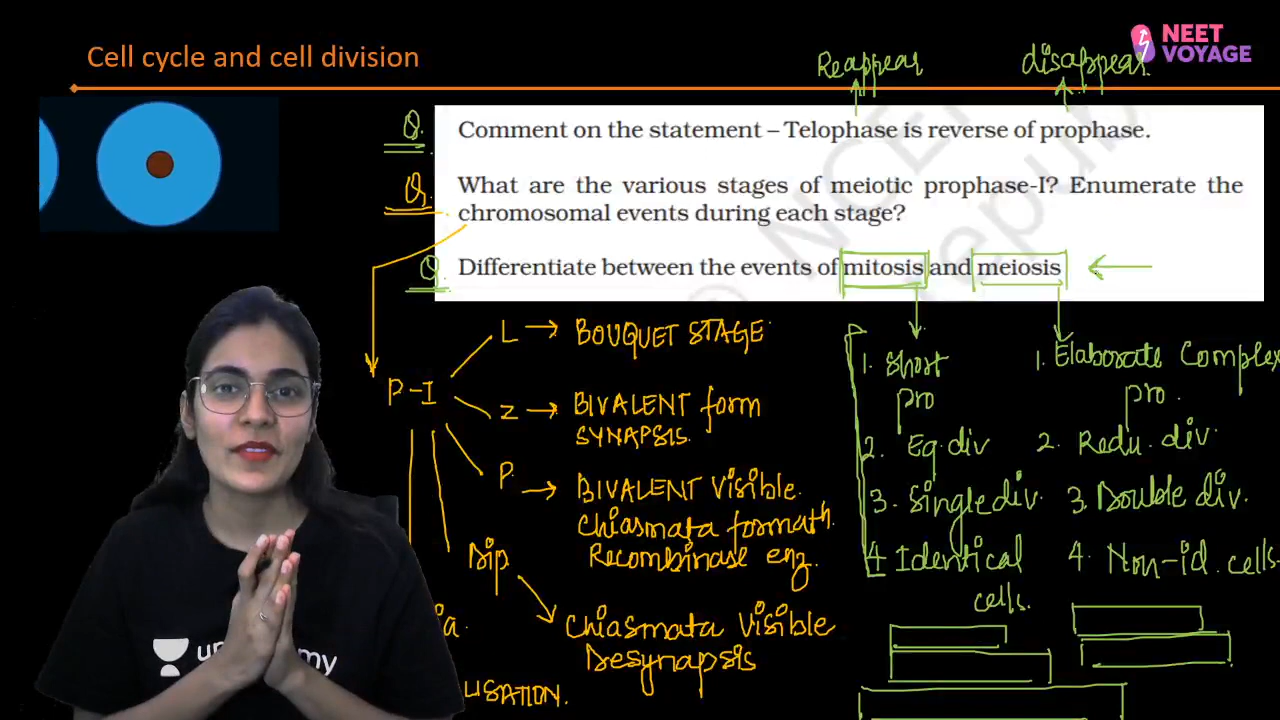 Cell cycle and cell division
NEET
VOYAGE
Reappear
disappear
Q. Comment on the statement – Telophase is reverse of prophase.
Q. What are the various stages of meiotic prophase-I? Enumerate the
chromosomal events during each stage?
Q Differentiate between the events of mitosis and meiosis
P-I
L → BOUQUET STAGE
Z → BIVALENT form
SYNAPSIS.
P. → BIVALENT Visible.
Chiasmata formath.
Recombinase enz.
Dip
Chiasmata Visible
Desynapsis
ia.
LISATION.
1. Short
pro
2. Eq. div
3. Single div.
4 Identical
cells.
1. Elaborate Complex
pro.
2. Redu. div.
3. Double div.
4. Non-id. cells.